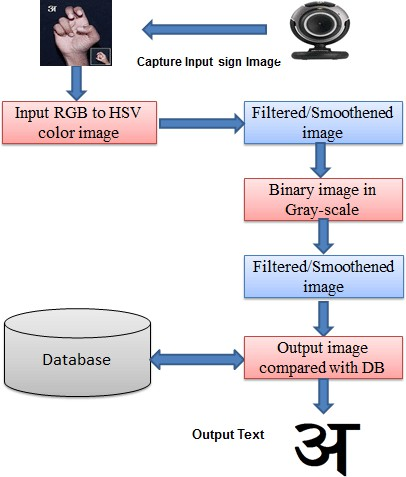 अ
Capture Input sign Image
Input RGB to HSV
color image
Filtered/Smoothened
image
Binary image in
Gray-scale
Filtered/Smoothened
image
Database
Output image
compared with DB
Output Text
अ